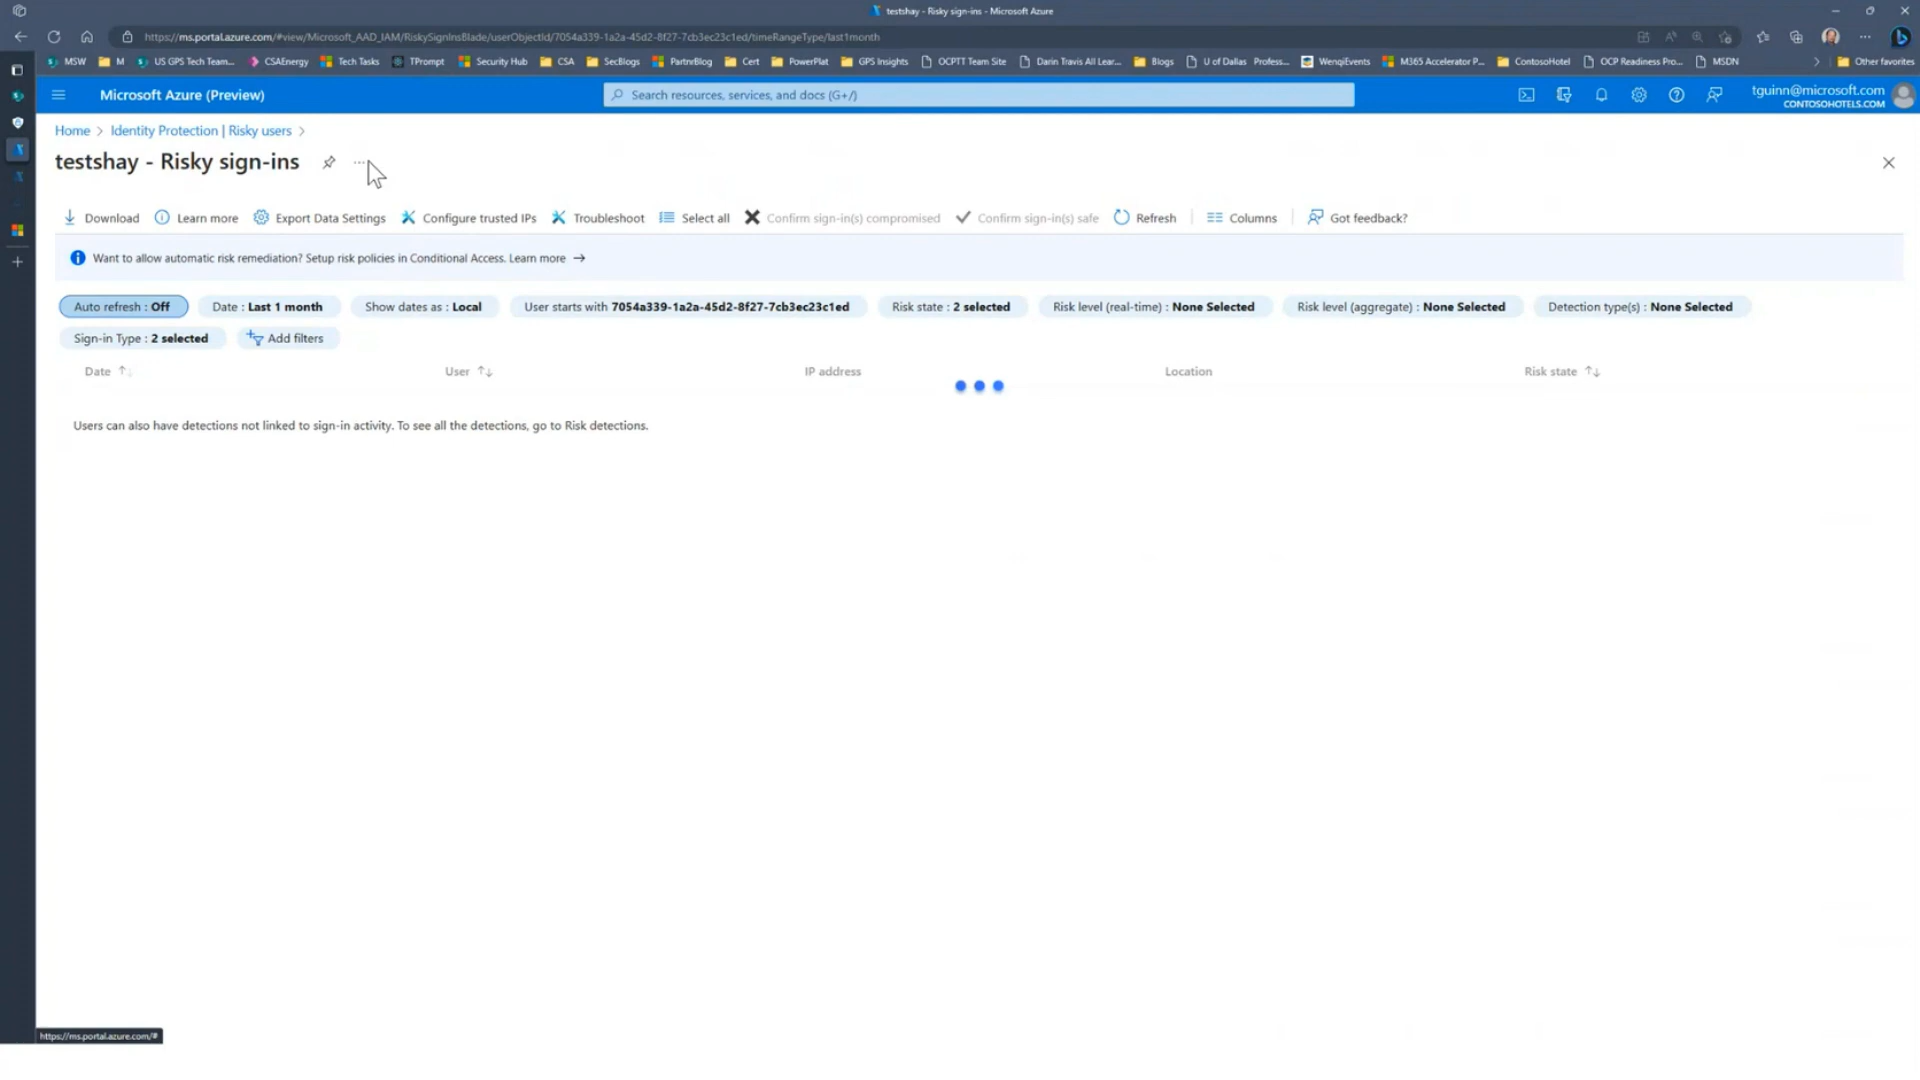 testshay - Risky sign-ins - Microsoft Azure
https://ms.portal.azure.com/#view/Microsoft_AAD_IAM/RiskySignInsBlade/userObjectId/7054a339-1a2a-45d2-8f27-7cb3ec23c1ed/timeRangeType/last1month
MSW M US GPS Tech Team... CSAEnergy Tech Tasks TPrompt Security Hub CSA SecBlogs PartnrBlog Cert PowerPlat GPS Insights OCPTT Team Site Darin Travis All Lear... Blogs U of Dallas Profess... WenqiEvents M365 Accelerator P... ContosoHotel OCP Readiness Pro... MSDN Other favorites
Microsoft Azure (Preview)
Search resources, services, and docs (G+/)
tguinn@microsoft.com
CONTOSOHOTELS.COM
Home > Identity Protection | Risky users >
testshay - Risky sign-ins
Download Learn more Export Data Settings Configure trusted IPs Troubleshoot Select all Confirm sign-in(s) compromised Confirm sign-in(s) safe Refresh Columns Got feedback?
Want to allow automatic risk remediation? Setup risk policies in Conditional Access. Learn more →
Auto refresh : Off Date : Last 1 month Show dates as : Local User starts with 7054a339-1a2a-45d2-8f27-7cb3ec23c1ed Risk state : 2 selected Risk level (real-time) : None Selected Risk level (aggregate) : None Selected Detection type(s) : None Selected
Sign-in Type : 2 selected Add filters
Date User IP address Location Risk state
Users can also have detections not linked to sign-in activity. To see all the detections, go to Risk detections.
https://ms.portal.azure.com/#